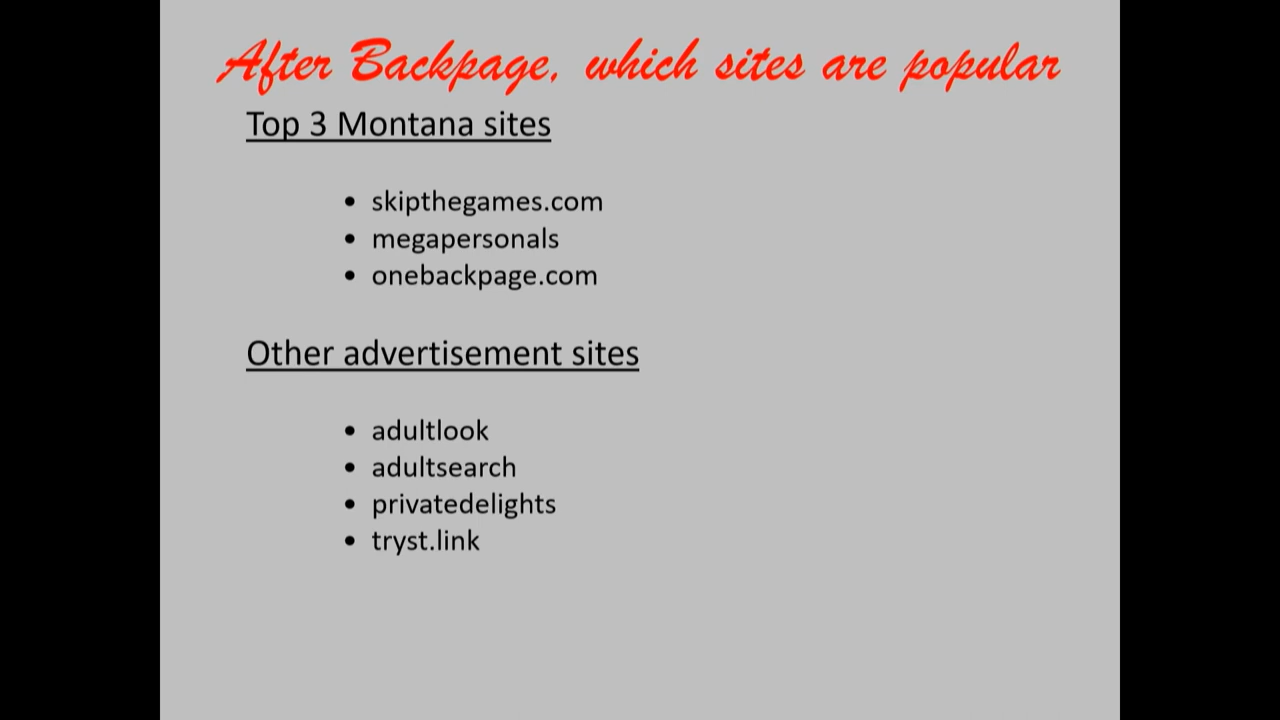 After Backpage, which sites are popular
Top 3 Montana sites
• skipthegames.com
• megapersonals
• onebackpage.com
Other advertisement sites
• adultlook
• adultsearch
• privatedelights
• tryst.link